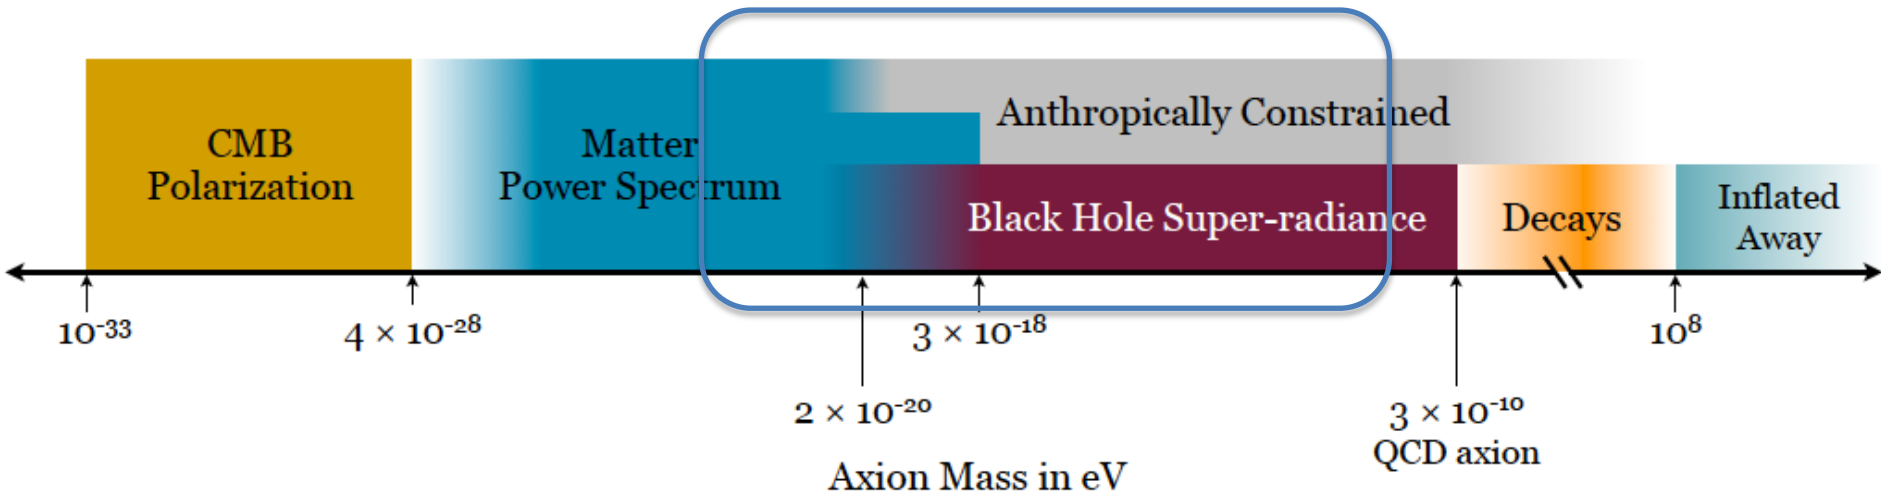 CMB
Polarization
Matter
Power Spectrum
Anthropically Constrained
Black Hole Super-radiance
Decays
Inflated
Away
10⁻³³
4 × 10⁻²⁸
3 × 10⁻¹⁸
10⁸
2 × 10⁻²⁰
3 × 10⁻¹⁰
QCD axion
Axion Mass in eV